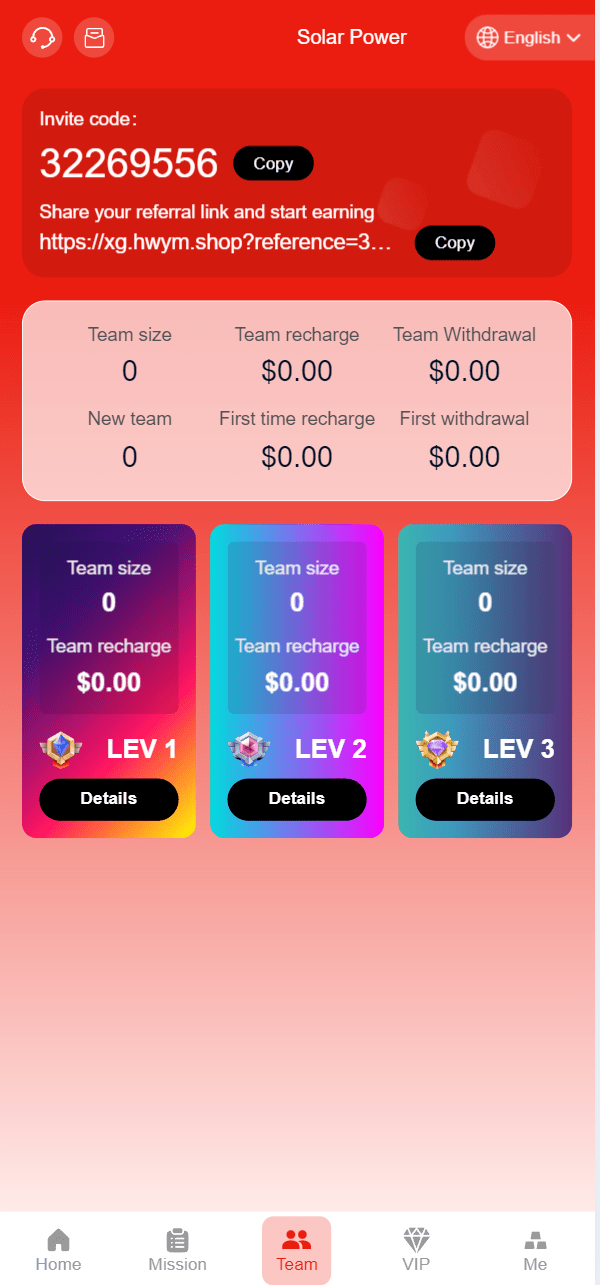 Solar Power
English
Invite code:
32269556
Copy
Share your referral link and start earning
https://xg.hwym.shop?reference=3...
Copy
Team size
Team recharge
Team Withdrawal
0
$0.00
$0.00
New team
First time recharge
First withdrawal
0
$0.00
$0.00
Team size
0
Team recharge
$0.00
LEV 1
Details
Team size
0
Team recharge
$0.00
LEV 2
Details
Team size
0
Team recharge
$0.00
LEV 3
Details
Home
Mission
Team
VIP
Me